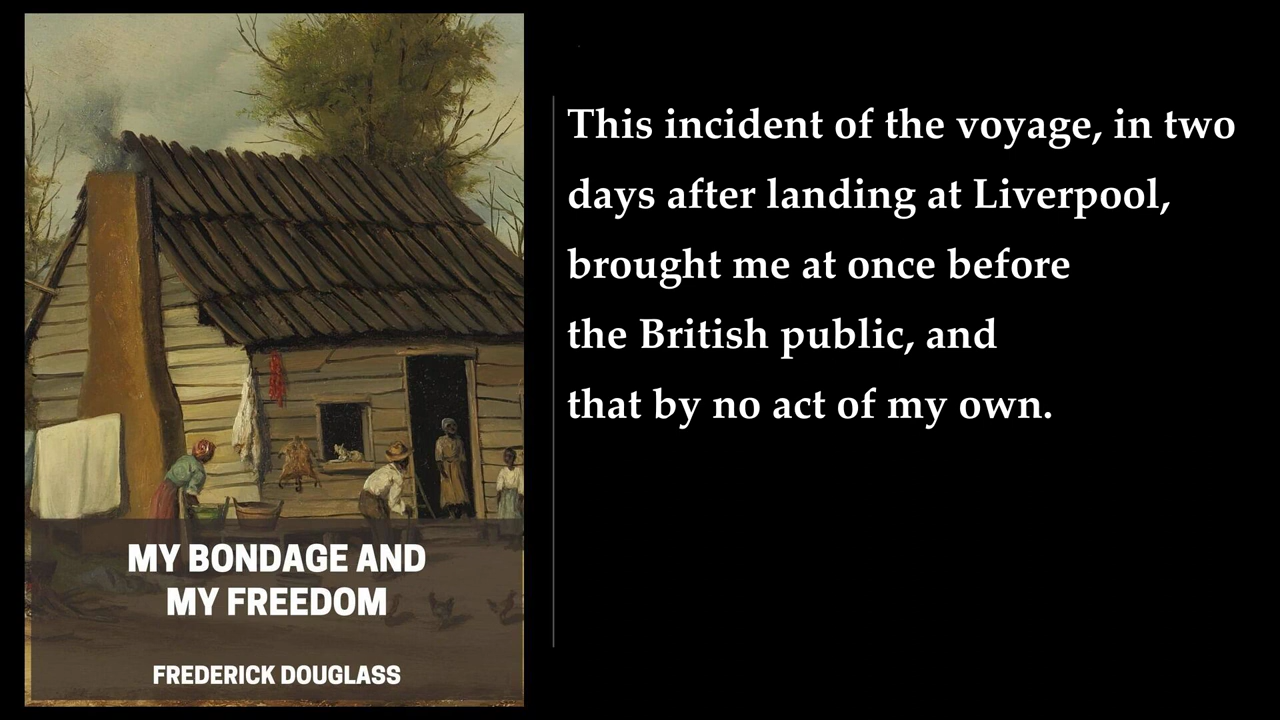 This incident of the voyage, in two
days after landing at Liverpool,
brought me at once before
the British public, and
that by no act of my own.
MY BONDAGE AND
MY FREEDOM
FREDERICK DOUGLASS